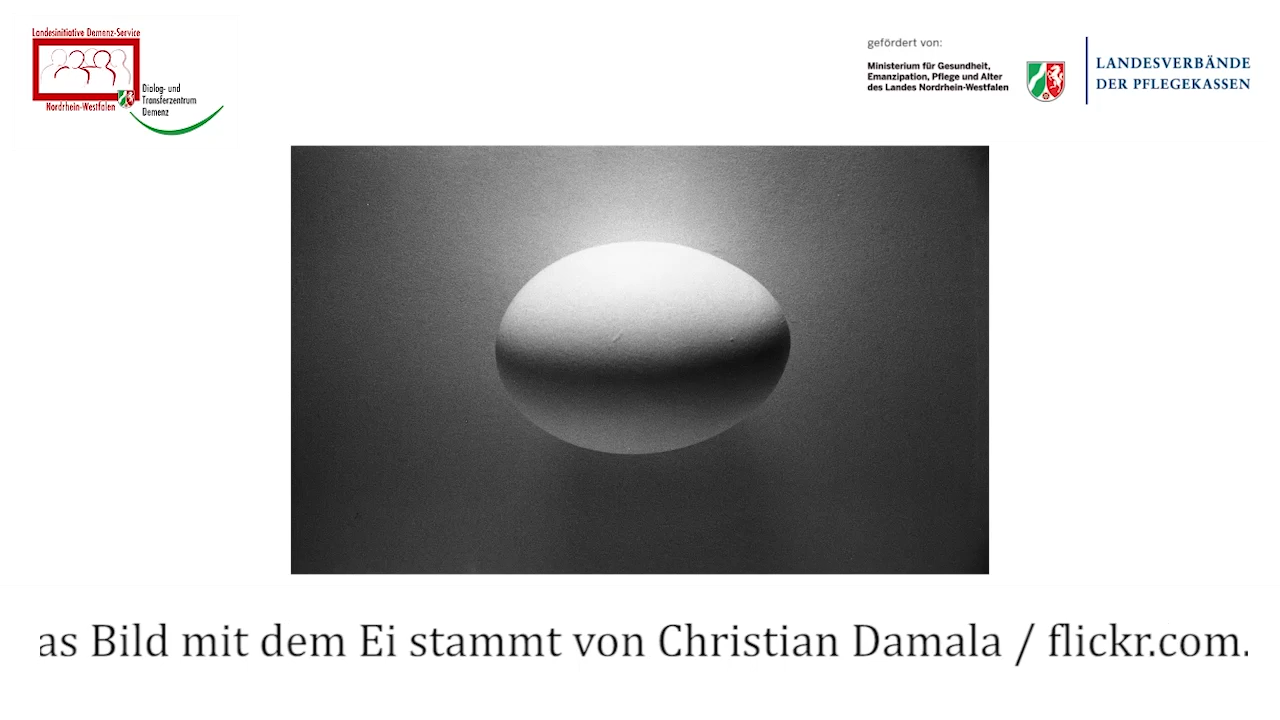 Landesinitiative Demenz-Service
Nordrhein-Westfalen
Dialog- und
Transferzentrum
Demenz
gefördert von:
Ministerium für Gesundheit,
Emanzipation, Pflege und Alter
des Landes Nordrhein-Westfalen
LANDESVERBÄNDE
DER PFLEGEKASSEN
as Bild mit dem Ei stammt von Christian Damala / flickr.com.